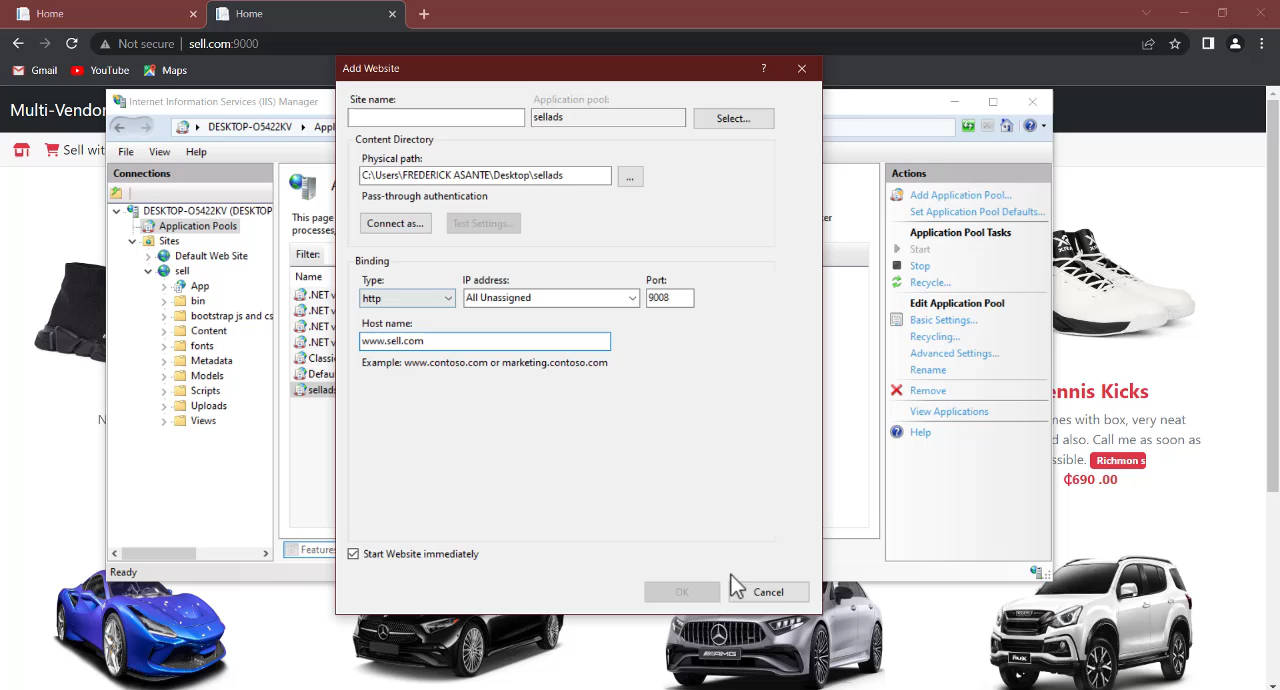 Home
Home
Not secure
sell.com:9000
Gmail
YouTube
Maps
Multi-Vendor
Sell wit
Internet Information Services (IIS) Manager
DESKTOP-O5422KV
File View Help
Connections
DESKTOP-O5422KV (DESKTOP
Application Pools
Sites
Default Web Site
sell
App
bin
bootstrap js and cs
Content
fonts
Metadata
Models
Scripts
Uploads
Views
Ready
This page
processes,
Filter:
Name
.NET v
.NET v
.NET v
.NET v
Classi
Defau
sellads
Features
Add Website
?
Site name:
Application pool:
sellads
Select...
Content Directory
Physical path:
C:\Users\FREDERICK ASANTE\Desktop\sellads
...
Pass-through authentication
Connect as...
Test Settings...
Binding
Type:
IP address:
Port:
http
All Unassigned
9008
Host name:
www.sell.com
Example: www.contoso.com or marketing.contoso.com
Start Website immediately
OK
Cancel
Actions
Add Application Pool...
Set Application Pool Defaults...
Application Pool Tasks
Start
Stop
Recycle...
Edit Application Pool
Basic Settings...
Recycling...
Advanced Settings...
Rename
Remove
View Applications
Help
ennis Kicks
mes with box, very neat
d also. Call me as soon as
ssible. Richmon s
₵690 .00